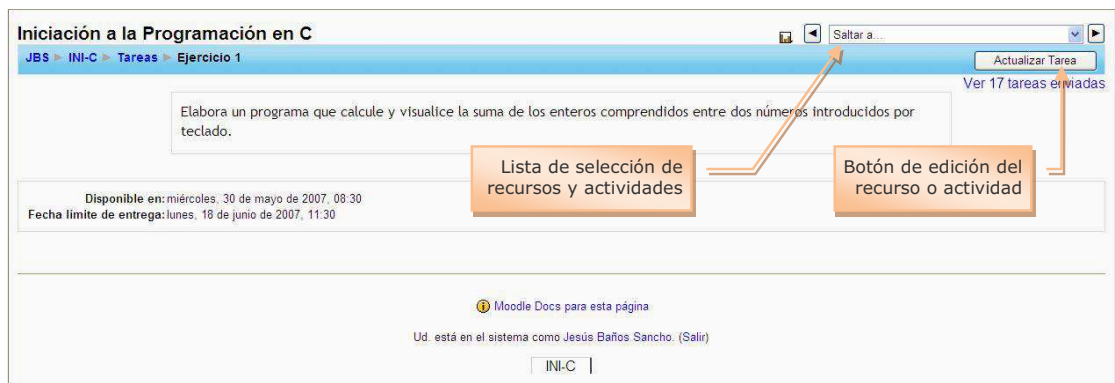 Iniciación a la Programación en C
Saltar a...
JBS ► INI-C ► Tareas ► Ejercicio 1
Actualizar Tarea
Ver 17 tareas enviadas
Elabora un programa que calcule y visualice la suma de los enteros comprendidos entre dos números introducidos por
teclado.
Lista de selección de
recursos y actividades
Botón de edición del
recurso o actividad
Disponible en: miércoles, 30 de mayo de 2007, 08:30
Fecha límite de entrega: lunes, 18 de junio de 2007, 11:30
Moodle Docs para esta página
Ud. está en el sistema como Jesús Baños Sancho. (Salir)
INI-C